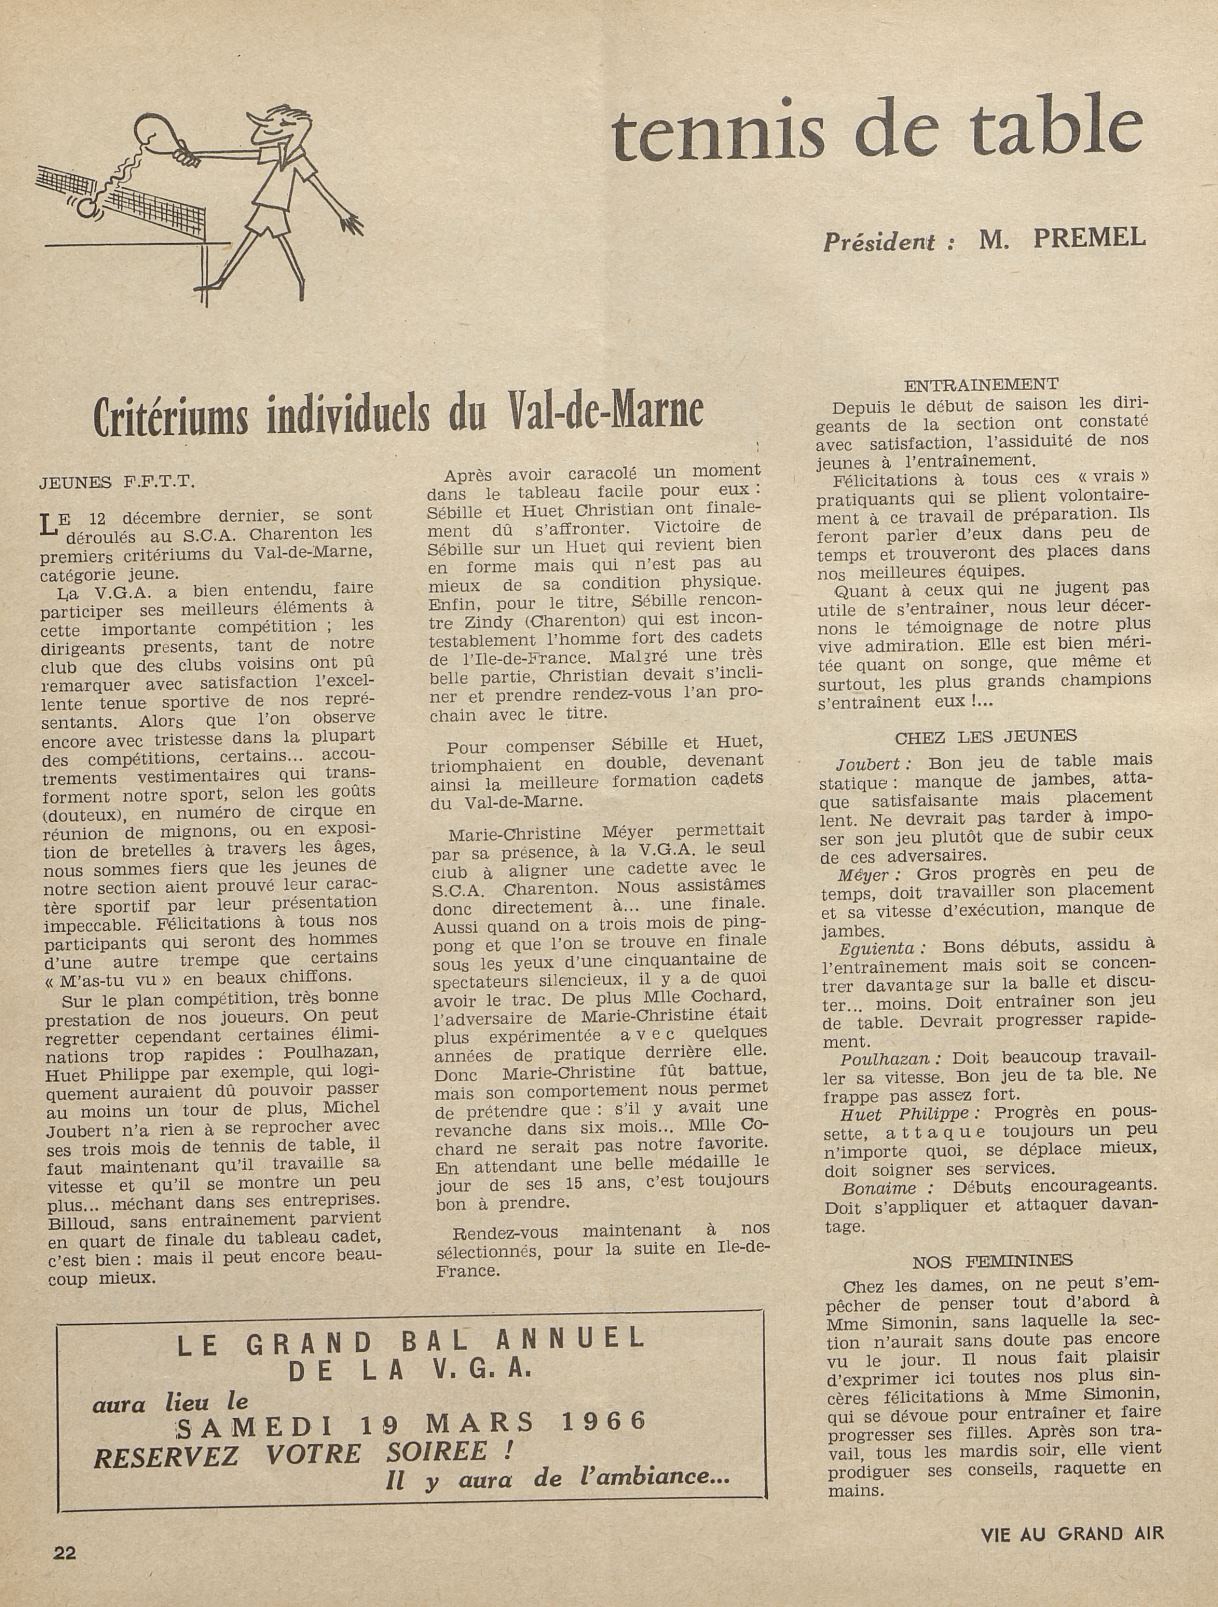 tennis de table
Président : M. PREMEL
Critériums individuels du Val-de-Marne
JEUNES F.F.T.T.
LE 12 décembre dernier, se sont
déroulés au S.C.A. Charenton les
premiers critériums du Val-de-Marne,
catégorie jeune.
La V.G.A. a bien entendu, faire
participer ses meilleurs éléments à
cette importante compétition ; les
dirigeants présents, tant de notre
club que des clubs voisins ont pû
remarquer avec satisfaction l'excel-
lente tenue sportive de nos repré-
sentants. Alors que l'on observe
encore avec tristesse dans la plupart
des compétitions, certains... accou-
trements vestimentaires qui trans-
forment notre sport, selon les goûts
(douteux), en numéro de cirque en
réunion de mignons, ou en exposi-
tion de bretelles à travers les âges,
nous sommes fiers que les jeunes de
notre section aient prouvé leur carac-
tère sportif par leur présentation
impeccable. Félicitations à tous nos
participants qui seront des hommes
d'une autre trempe que certains
« M'as-tu vu » en beaux chiffons.
Sur le plan compétition, très bonne
prestation de nos joueurs. On peut
regretter cependant certaines élimi-
nations trop rapides : Poulhazan,
Huet Philippe par exemple, qui logi-
quement auraient dû pouvoir passer
au moins un tour de plus, Michel
Joubert n'a rien à se reprocher avec
ses trois mois de tennis de table, il
faut maintenant qu'il travaille sa
vitesse et qu'il se montre un peu
plus... méchant dans ses entreprises.
Billoud, sans entraînement parvient
en quart de finale du tableau cadet,
c'est bien : mais il peut encore beau-
coup mieux.
Après avoir caracolé un moment
dans le tableau facile pour eux :
Sébille et Huet Christian ont finale-
ment dû s'affronter. Victoire de
Sébille sur un Huet qui revient bien
en forme mais qui n'est pas au
mieux de sa condition physique.
Enfin, pour le titre, Sébille rencon-
tre Zindy (Charenton) qui est incon-
testablement l'homme fort des cadets
de l'Ile-de-France. Malgré une très
belle partie, Christian devait s'incli-
ner et prendre rendez-vous l'an pro-
chain avec le titre.
Pour compenser Sébille et Huet,
triomphaient en double, devenant
ainsi la meilleure formation cadets
du Val-de-Marne.
Marie-Christine Méyer permettait
par sa présence, à la V.G.A. le seul
club à aligner une cadette avec le
S.C.A. Charenton. Nous assistâmes
donc directement à... une finale.
Aussi quand on a trois mois de ping-
pong et que l'on se trouve en finale
sous les yeux d'une cinquantaine de
spectateurs silencieux, il y a de quoi
avoir le trac. De plus Mlle Cochard,
l'adversaire de Marie-Christine était
plus expérimentée avec quelques
années de pratique derrière elle.
Donc Marie-Christine fût battue,
mais son comportement nous permet
de prétendre que : s'il y avait une
revanche dans six mois... Mlle Co-
chard ne serait pas notre favorite.
En attendant une belle médaille le
jour de ses 15 ans, c'est toujours
bon à prendre.
Rendez-vous maintenant à nos
sélectionnés, pour la suite en Ile-de-
France.
ENTRAINEMENT
Depuis le début de saison les diri-
geants de la section ont constaté
avec satisfaction, l'assiduité de nos
jeunes à l'entraînement.
Félicitations à tous ces « vrais »
pratiquants qui se plient volontaire-
ment à ce travail de préparation. Ils
feront parler d'eux dans peu de
temps et trouveront des places dans
nos meilleures équipes.
Quant à ceux qui ne jugent pas
utile de s'entraîner, nous leur décer-
nons le témoignage de notre plus
vive admiration. Elle est bien méri-
tée quant on songe, que même et
surtout, les plus grands champions
s'entraînent eux !...
CHEZ LES JEUNES
Joubert : Bon jeu de table mais
statique : manque de jambes, atta-
que satisfaisante mais placement
lent. Ne devrait pas tarder à impo-
ser son jeu plutôt que de subir ceux
de ces adversaires.
Méyer : Gros progrès en peu de
temps, doit travailler son placement
et sa vitesse d'exécution, manque de
jambes.
Eguienta : Bons débuts, assidu à
l'entraînement mais soit se concen-
trer davantage sur la balle et discu-
ter... moins. Doit entraîner son jeu
de table. Devrait progresser rapide-
ment.
Poulhazan : Doit beaucoup travail-
ler sa vitesse. Bon jeu de ta ble. Ne
frappe pas assez fort.
Huet Philippe : Progrès en pous-
sette, attaque toujours un peu
n'importe quoi, se déplace mieux,
doit soigner ses services.
Bonaime : Débuts encourageants.
Doit s'appliquer et attaquer davan-
tage.
NOS FEMININES
Chez les dames, on ne peut s'em-
pêcher de penser tout d'abord à
Mme Simonin, sans laquelle la sec-
tion n'aurait sans doute pas encore
vu le jour. Il nous fait plaisir
d'exprimer ici toutes nos plus sin-
cères félicitations à Mme Simonin,
qui se dévoue pour entraîner et faire
progresser ses filles. Après son tra-
vail, tous les mardis soir, elle vient
prodiguer ses conseils, raquette en
mains.
LE GRAND BAL ANNUEL
DE LA V.G.A.
aura lieu le
SAMEDI 19 MARS 1966
RESERVEZ VOTRE SOIREE !
Il y aura de l'ambiance...
VIE AU GRAND AIR
22